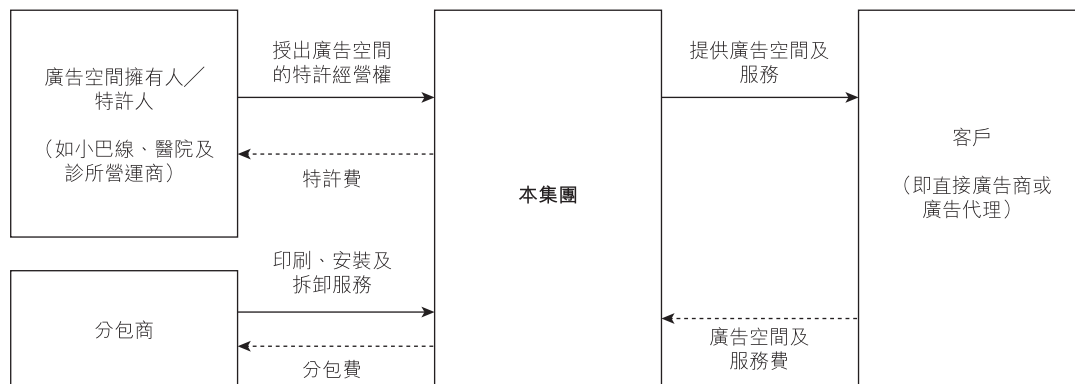 廣告空間擁有人／
特許人
（如小巴線、醫院及
診所營運商）
授出廣告空間
的特許經營權
特許費
分包商
印刷、安裝及
拆卸服務
分包費
本集團
提供廣告空間及
服務
廣告空間及
服務費
客戶
（即直接廣告商或
廣告代理）